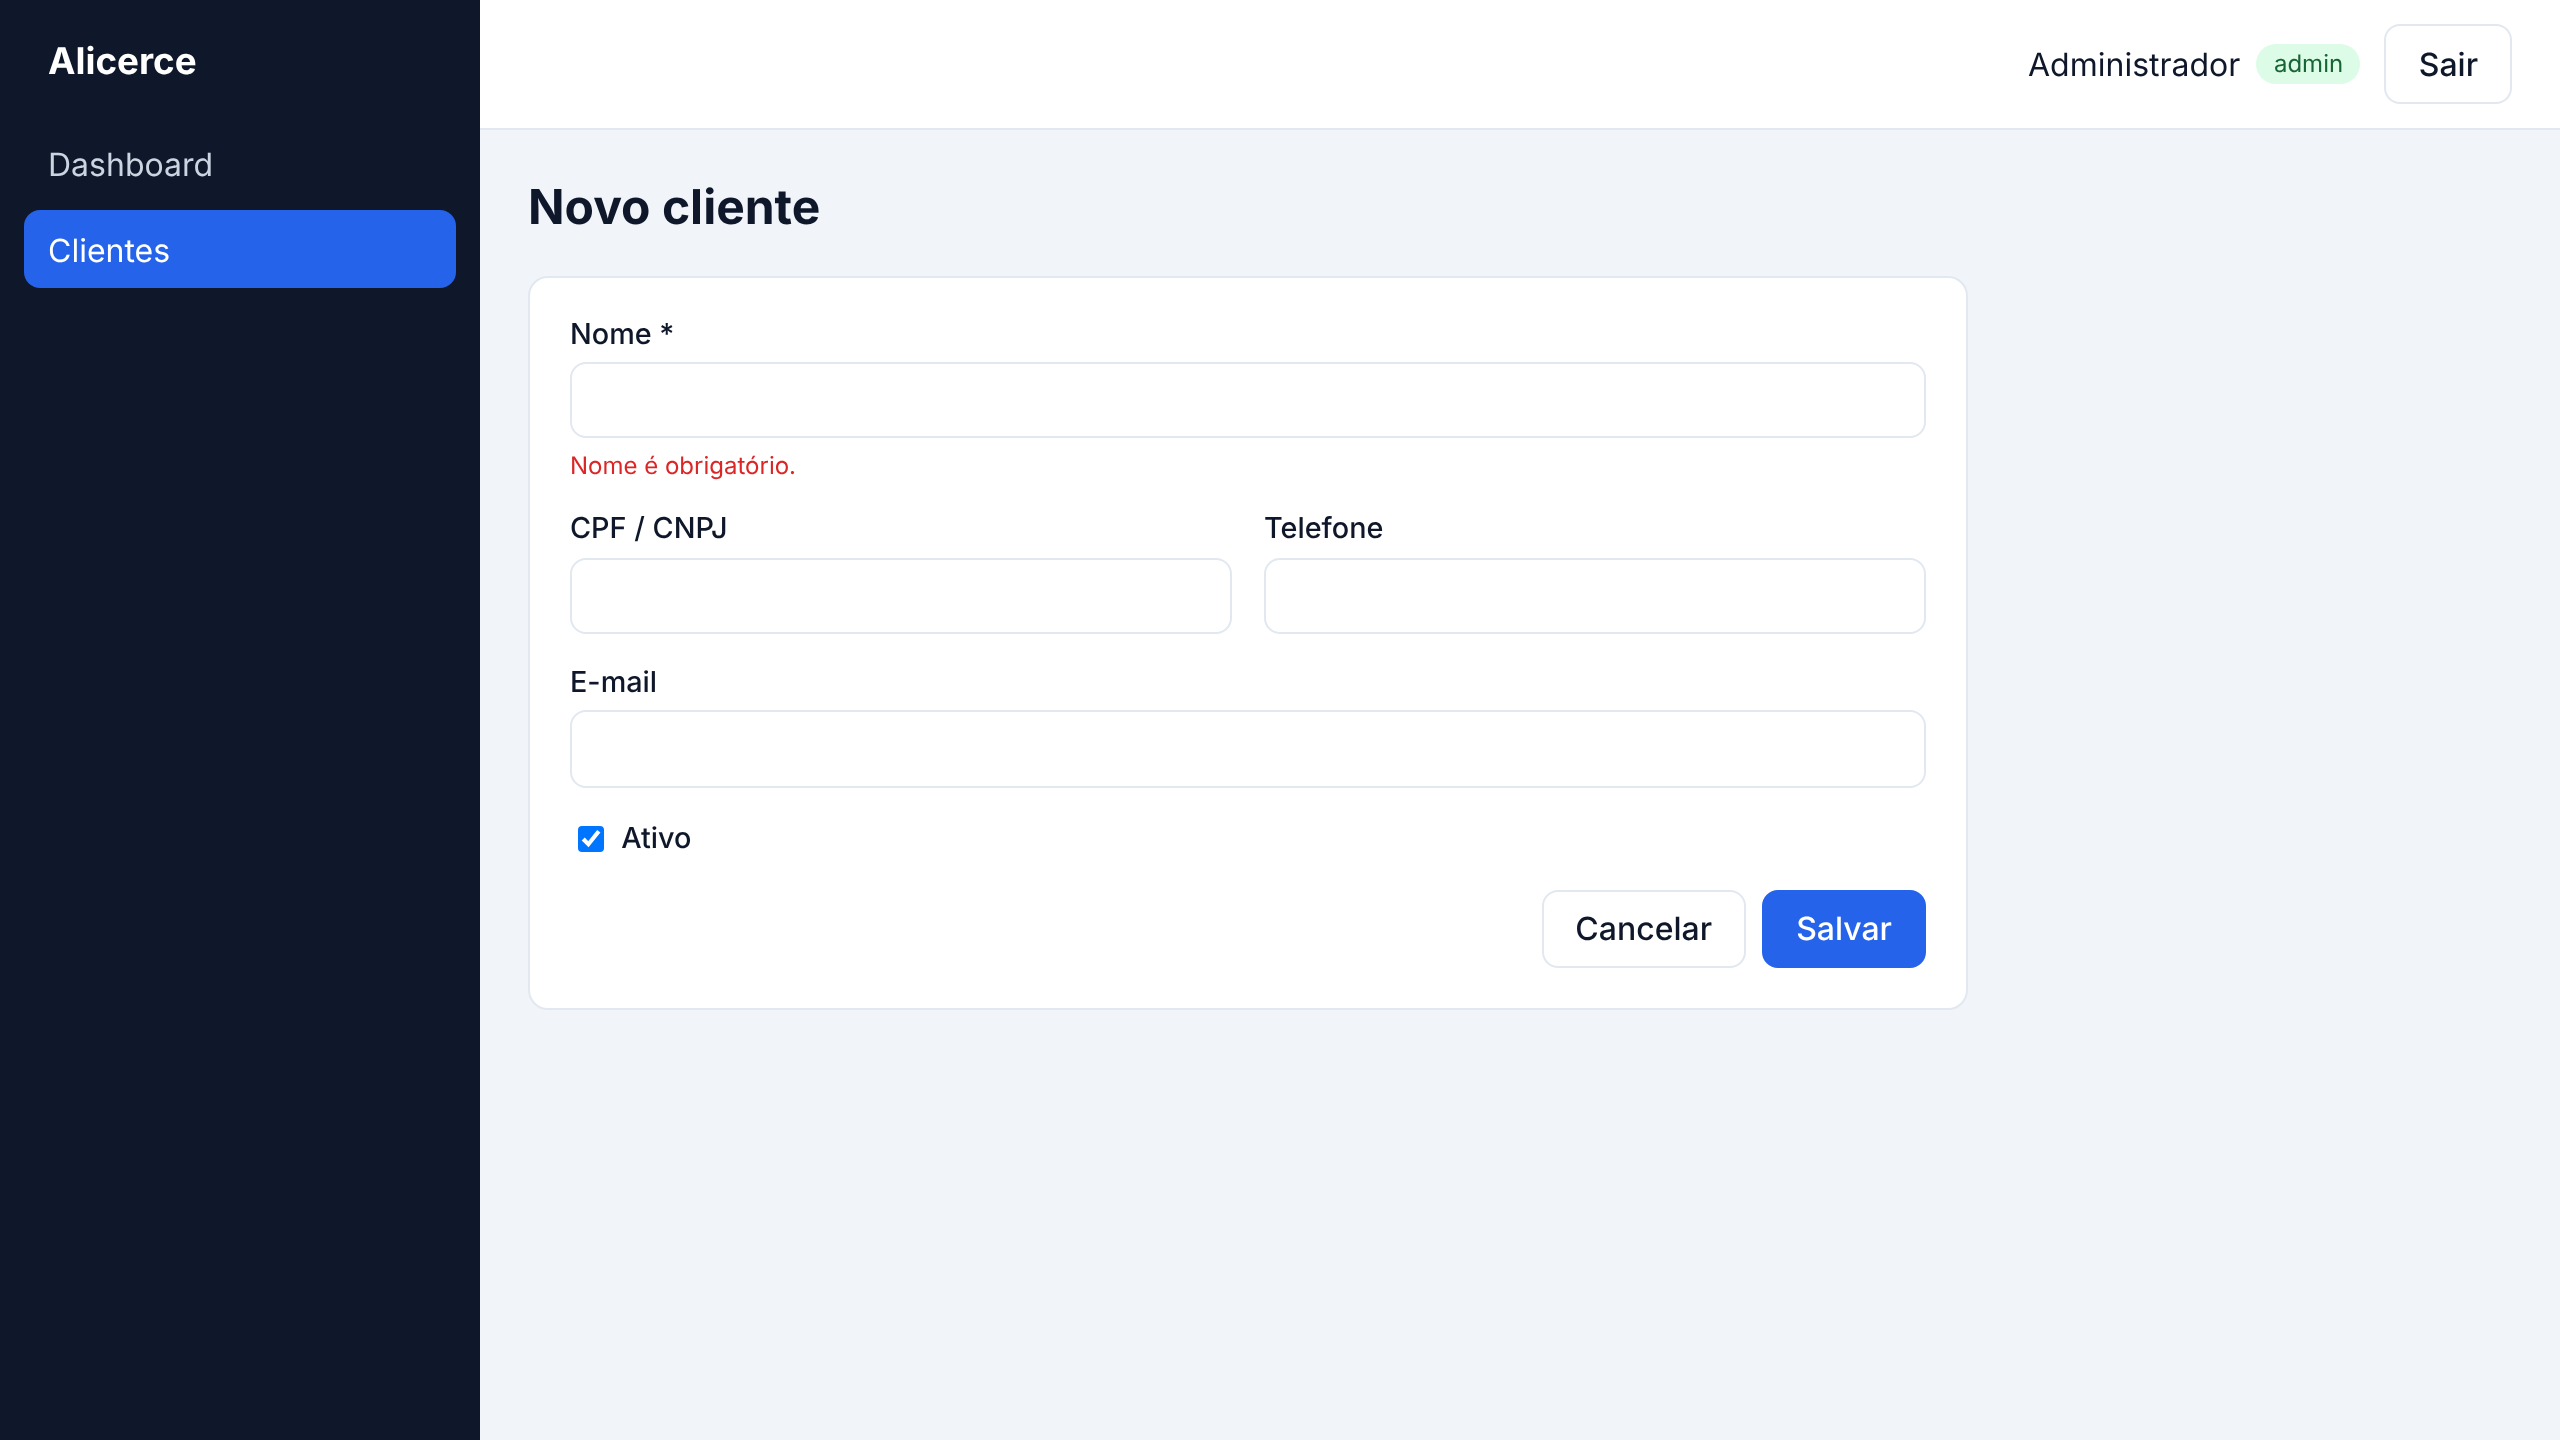 Alicerce
Dashboard
Clientes
Administrador admin Sair
Novo cliente
Nome *
Nome é obrigatório.
CPF / CNPJ Telefone
E-mail
Ativo
Cancelar Salvar